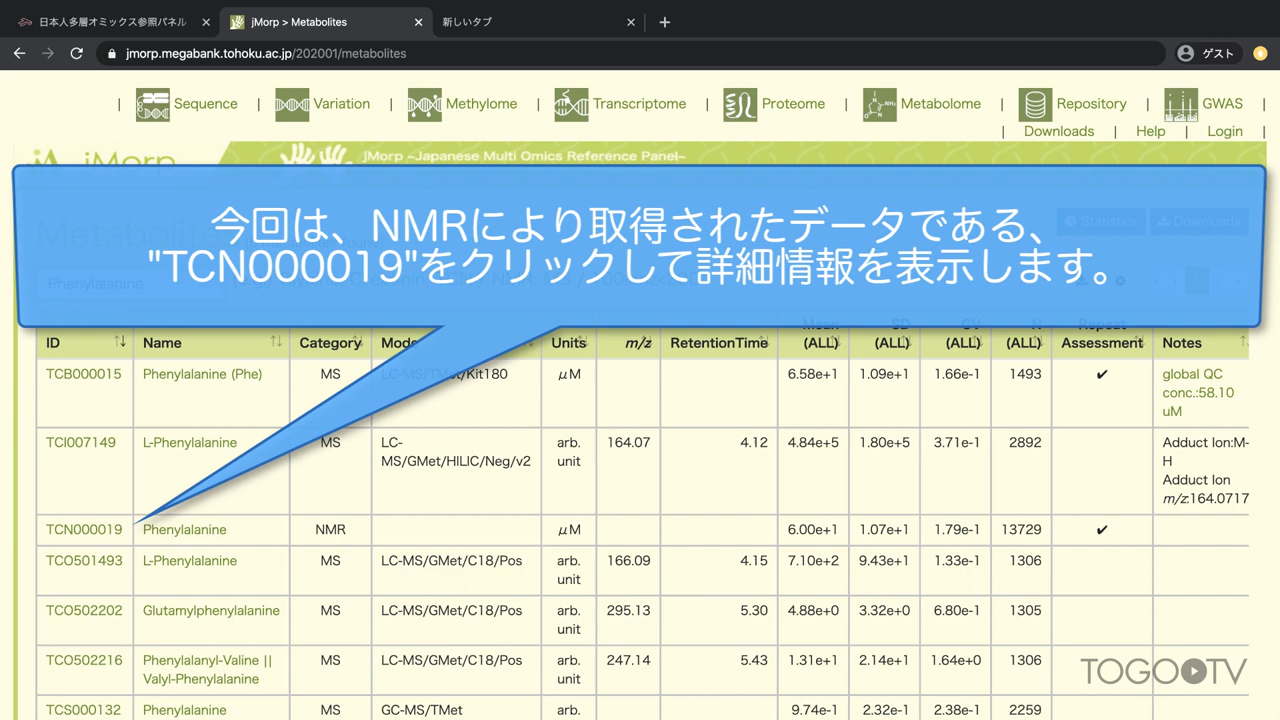 日本人多層オミックス参照パネル
jMorp > Metabolites
新しいタブ
jmorp.megabank.tohoku.ac.jp/202001/metabolites
ゲスト
Sequence | Variation | Methylome | Transcriptome | Proteome | Metabolome | Repository | GWAS
Downloads | Help | Login
jMorp
jMorp ~Japanese Multi Omics Reference Panel~
今回は、NMRにより取得されたデータである、
"TCN000019"をクリックして詳細情報を表示します。
Statistics
Downloads
Phenylalanine
ID Name Category Units m/z RetentionTime (ALL) (ALL) (ALL) (ALL) Assessment Notes
TCB000015 Phenylalanine (Phe) MS LC-MS/TMet/Kit180 μM 6.58e+1 1.09e+1 1.66e-1 1493 ✔ global QC
conc.:58.10
uM
TCI007149 L-Phenylalanine MS LC- arb. 164.07 4.12 4.84e+5 1.80e+5 3.71e-1 2892 Adduct Ion:M-
MS/GMet/HILIC/Neg/v2 unit H
Adduct Ion
m/z:164.0717
TCN000019 Phenylalanine NMR μM 6.00e+1 1.07e+1 1.79e-1 13729 ✔
TCO501493 L-Phenylalanine MS LC-MS/GMet/C18/Pos arb. 166.09 4.15 7.10e+2 9.43e+1 1.33e-1 1306
unit
TCO502202 Glutamylphenylalanine MS LC-MS/GMet/C18/Pos arb. 295.13 5.30 4.88e+0 3.32e+0 6.80e-1 1305
unit
TCO502216 Phenylalanyl-Valine || MS LC-MS/GMet/C18/Pos arb. 247.14 5.43 1.31e+1 2.14e+1 1.64e+0 1306
Valyl-Phenylalanine unit
TCS000132 Phenylalanine MS GC-MS/TMet arb. 9.74e-1 2.32e-1 2.38e-1 2259
TOGOTV